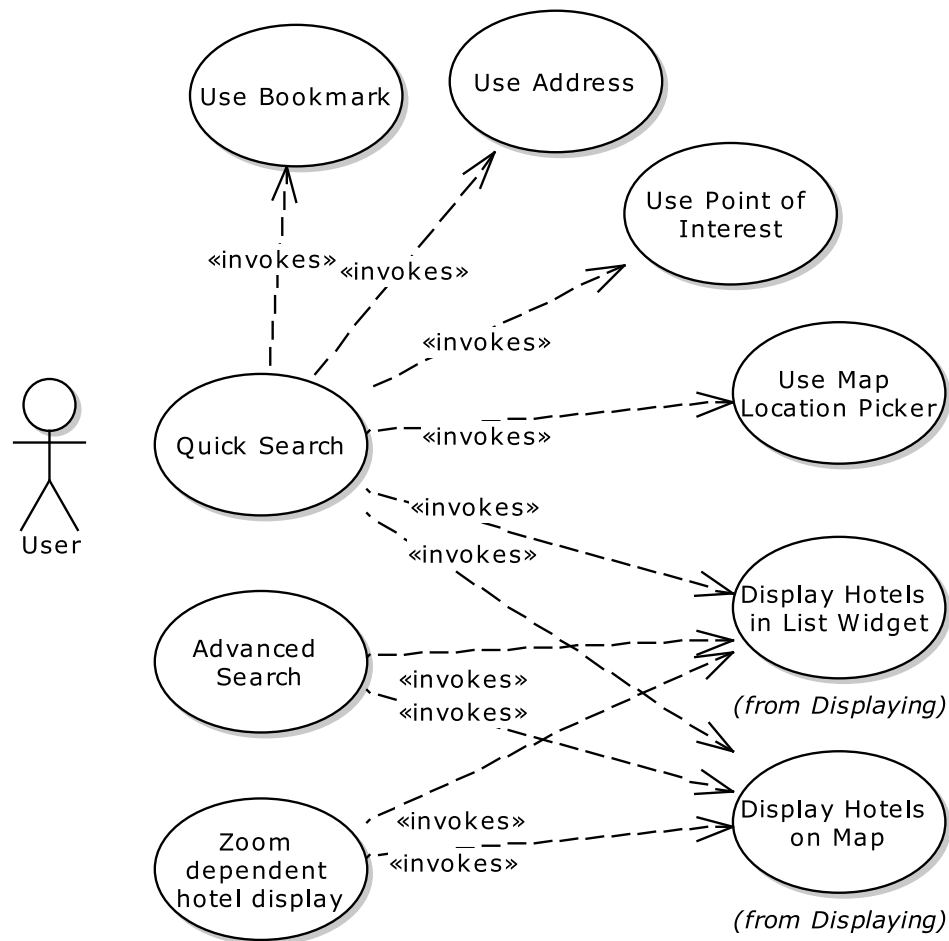 Use Address
Use Bookmark
Use Point of
Interest
«invokes»
«invokes»
«invokes»
Use Map
Location Picker
«invokes»
Quick Search
«invokes»
User
«invokes»
Display Hotels
in List Widget
Advanced
Search
«invokes»
(from Displaying)
«invokes»
Display Hotels
on Map
«invokes»
Zoom
dependent
hotel display
«invokes»
(from Displaying)